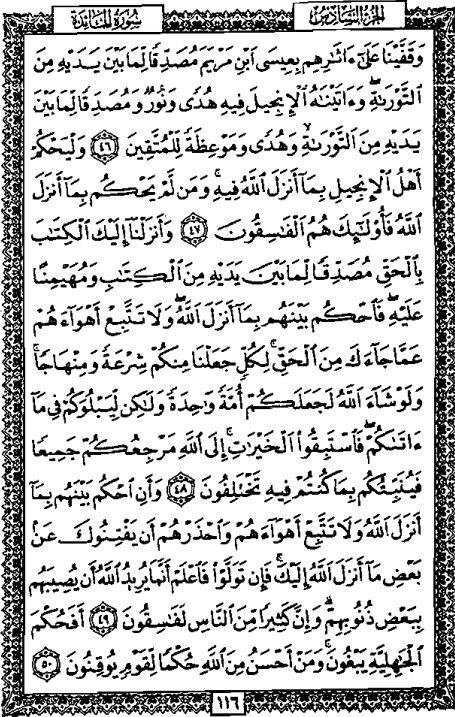 الجزء السادس
سورة المائدة
وَقَفَّيْنَا عَلَىٰٓ ءَاثَٰرِهِم بِعِيسَى ٱبْنِ مَرْيَمَ مُصَدِّقًا لِّمَا بَيْنَ يَدَيْهِ مِنَ
ٱلتَّوْرَىٰةِ ۖ وَءَاتَيْنَٰهُ ٱلْإِنجِيلَ فِيهِ هُدًى وَنُورٌ وَمُصَدِّقًا لِّمَا بَيْنَ
يَدَيْهِ مِنَ ٱلتَّوْرَىٰةِ وَهُدًى وَمَوْعِظَةً لِّلْمُتَّقِينَ ٤٦ وَلْيَحْكُمْ
أَهْلُ ٱلْإِنجِيلِ بِمَآ أَنزَلَ ٱللَّهُ فِيهِ ۚ وَمَن لَّمْ يَحْكُم بِمَآ أَنزَلَ
ٱللَّهُ فَأُو۟لَٰٓئِكَ هُمُ ٱلْفَٰسِقُونَ ٤٧ وَأَنزَلْنَآ إِلَيْكَ ٱلْكِتَٰبَ
بِٱلْحَقِّ مُصَدِّقًا لِّمَا بَيْنَ يَدَيْهِ مِنَ ٱلْكِتَٰبِ وَمُهَيْمِنًا
عَلَيْهِ ۖ فَٱحْكُم بَيْنَهُم بِمَآ أَنزَلَ ٱللَّهُ ۖ وَلَا تَتَّبِعْ أَهْوَآءَهُمْ
عَمَّا جَآءَكَ مِنَ ٱلْحَقِّ ۚ لِكُلٍّ جَعَلْنَا مِنكُمْ شِرْعَةً وَمِنْهَاجًا ۚ
وَلَوْ شَآءَ ٱللَّهُ لَجَعَلَكُمْ أُمَّةً وَٰحِدَةً وَلَٰكِن لِّيَبْلُوَكُمْ فِى مَآ
ءَاتَىٰكُمْ ۖ فَٱسْتَبِقُوا۟ ٱلْخَيْرَٰتِ ۚ إِلَى ٱللَّهِ مَرْجِعُكُمْ جَمِيعًا
فَيُنَبِّئُكُم بِمَا كُنتُمْ فِيهِ تَخْتَلِفُونَ ٤٨ وَأَنِ ٱحْكُم بَيْنَهُم بِمَآ
أَنزَلَ ٱللَّهُ وَلَا تَتَّبِعْ أَهْوَآءَهُمْ وَٱحْذَرْهُمْ أَن يَفْتِنُوكَ عَنۢ
بَعْضِ مَآ أَنزَلَ ٱللَّهُ إِلَيْكَ ۖ فَإِن تَوَلَّوْا۟ فَٱعْلَمْ أَنَّمَا يُرِيدُ ٱللَّهُ أَن يُصِيبَهُم
بِبَعْضِ ذُنُوبِهِمْ ۗ وَإِنَّ كَثِيرًا مِّنَ ٱلنَّاسِ لَفَٰسِقُونَ ٤٩ أَفَحُكْمَ
ٱلْجَٰهِلِيَّةِ يَبْغُونَ ۚ وَمَنْ أَحْسَنُ مِنَ ٱللَّهِ حُكْمًا لِّقَوْمٍ يُوقِنُونَ ٥٠
١١٦